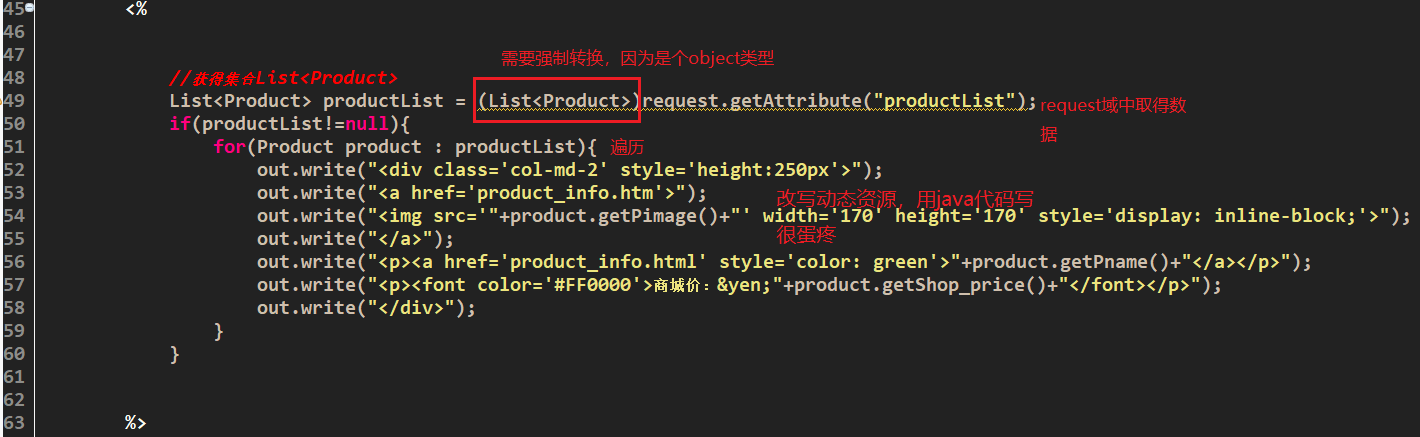 45 <%
46
47
需要强制转换，因为是个object类型
48 //获得集合List<Product>
49 List<Product> productList = (List<Product>)request.getAttribute("productList");
request域中取得数
据
50 if(productList!=null){
51 for(Product product : productList){ 遍历
52 out.write("<div class='col-md-2' style='height:250px'>");
53 out.write("<a href='product_info.htm'>");
改写动态资源，用java代码写
54 out.write("<img src='"+product.getPimage()+"' width='170' height='170' style='display: inline-block;'>");
很蛋疼
55 out.write("</a>");
56 out.write("<p><a href='product_info.html' style='color: green'>"+product.getPname()+"</a></p>");
57 out.write("<p><font color='#FF0000'>商城价：&yen;"+product.getShop_price()+"</font></p>");
58 out.write("</div>");
59 }
60 }
61
62
63 %>